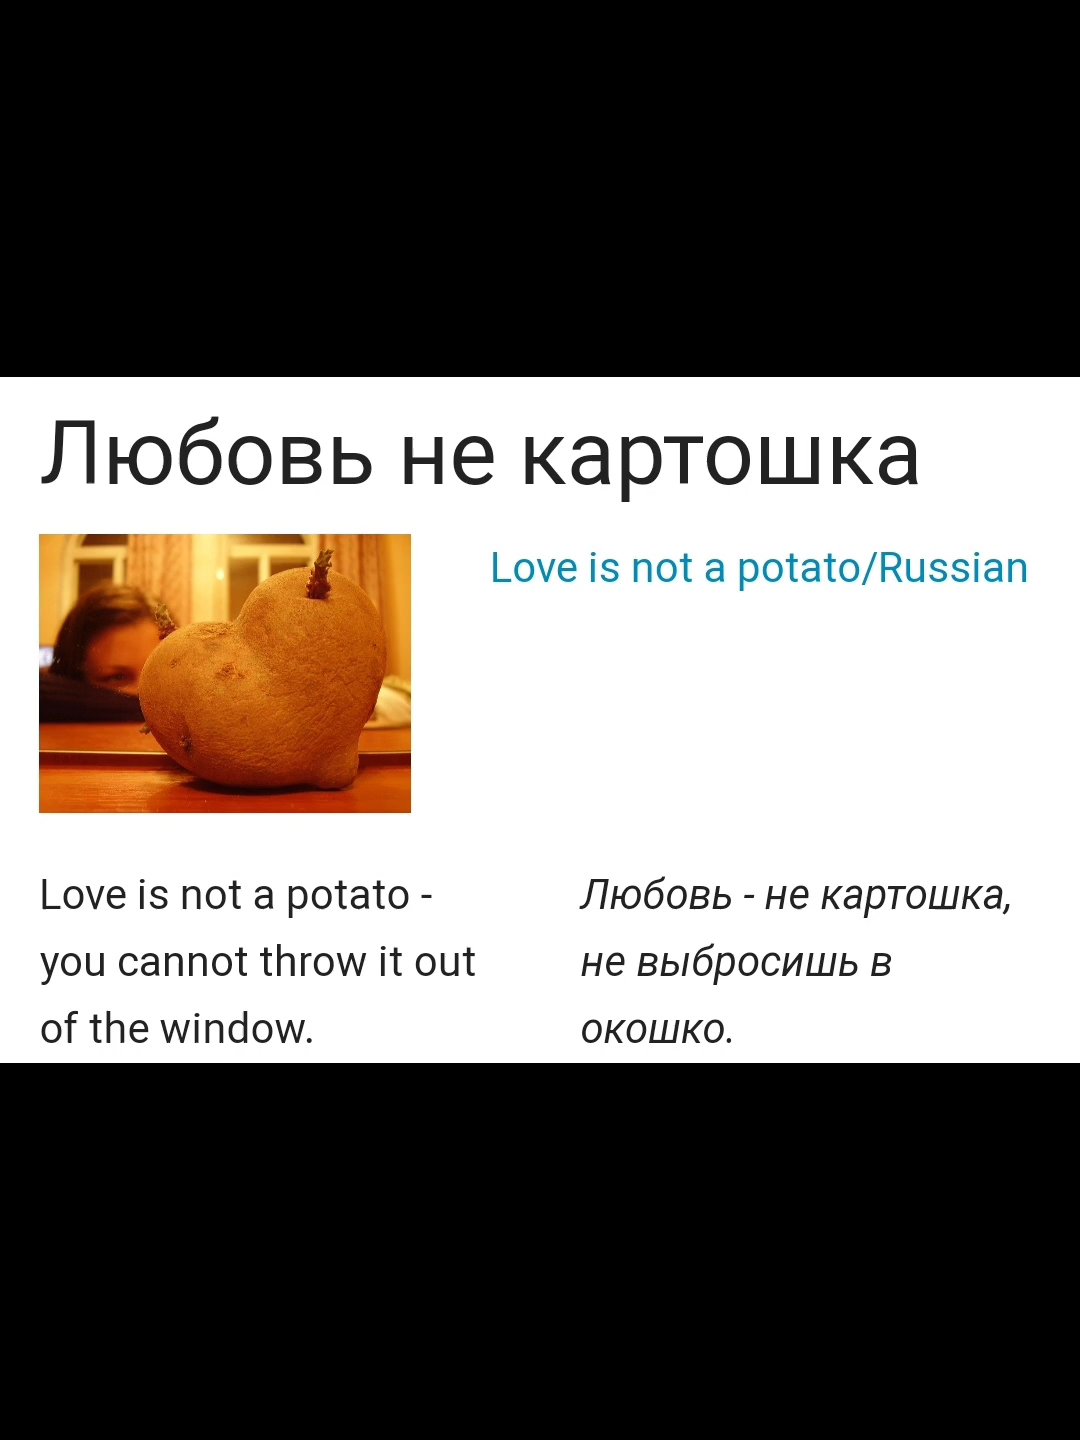 Любовь не картошка
Love is not a potato/Russian
Love is not a potato -
you cannot throw it out
of the window.
Любовь - не картошка,
не выбросишь в
окошко.